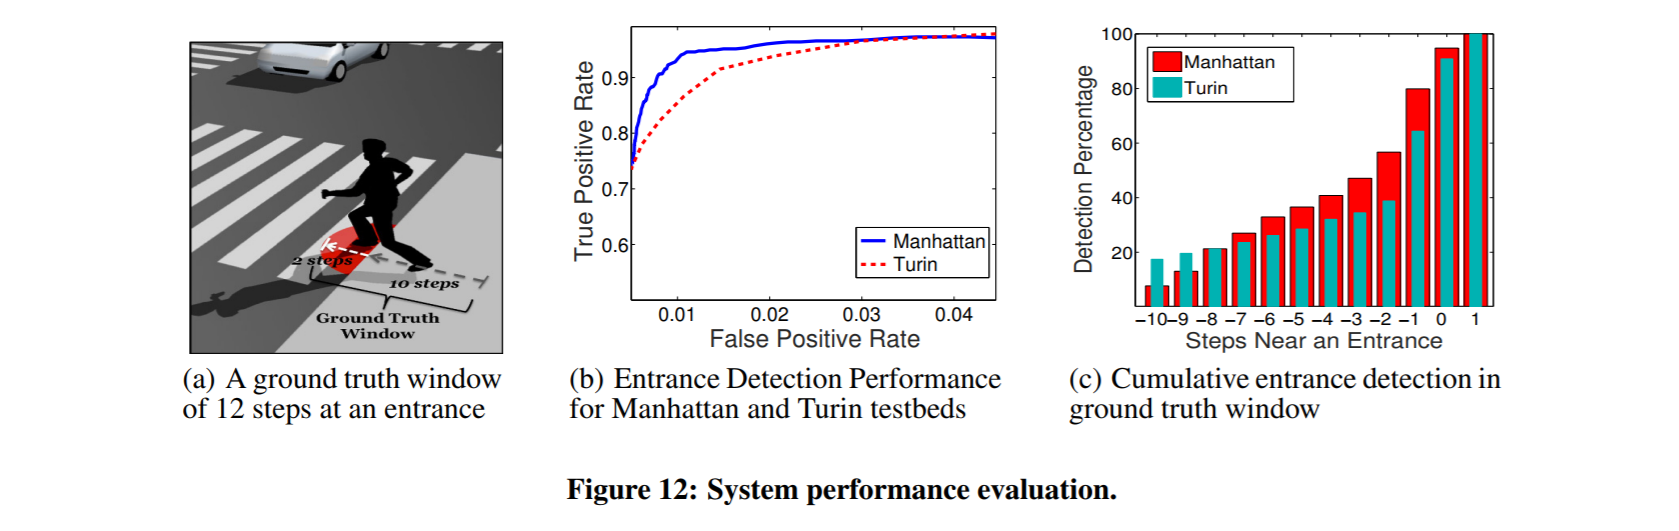 2 steps
10 steps
Ground Truth
Window
(a) A ground truth window
of 12 steps at an entrance
True Positive Rate
0.9
0.8
0.7
0.6
Manhattan
Turin
0.01 0.02 0.03 0.04
False Positive Rate
(b) Entrance Detection Performance
for Manhattan and Turin testbeds
Detection Percentage
100
80
60
40
20
Manhattan
Turin
−10 −9 −8 −7 −6 −5 −4 −3 −2 −1 0 1
Steps Near an Entrance
(c) Cumulative entrance detection in
ground truth window
Figure 12: System performance evaluation.